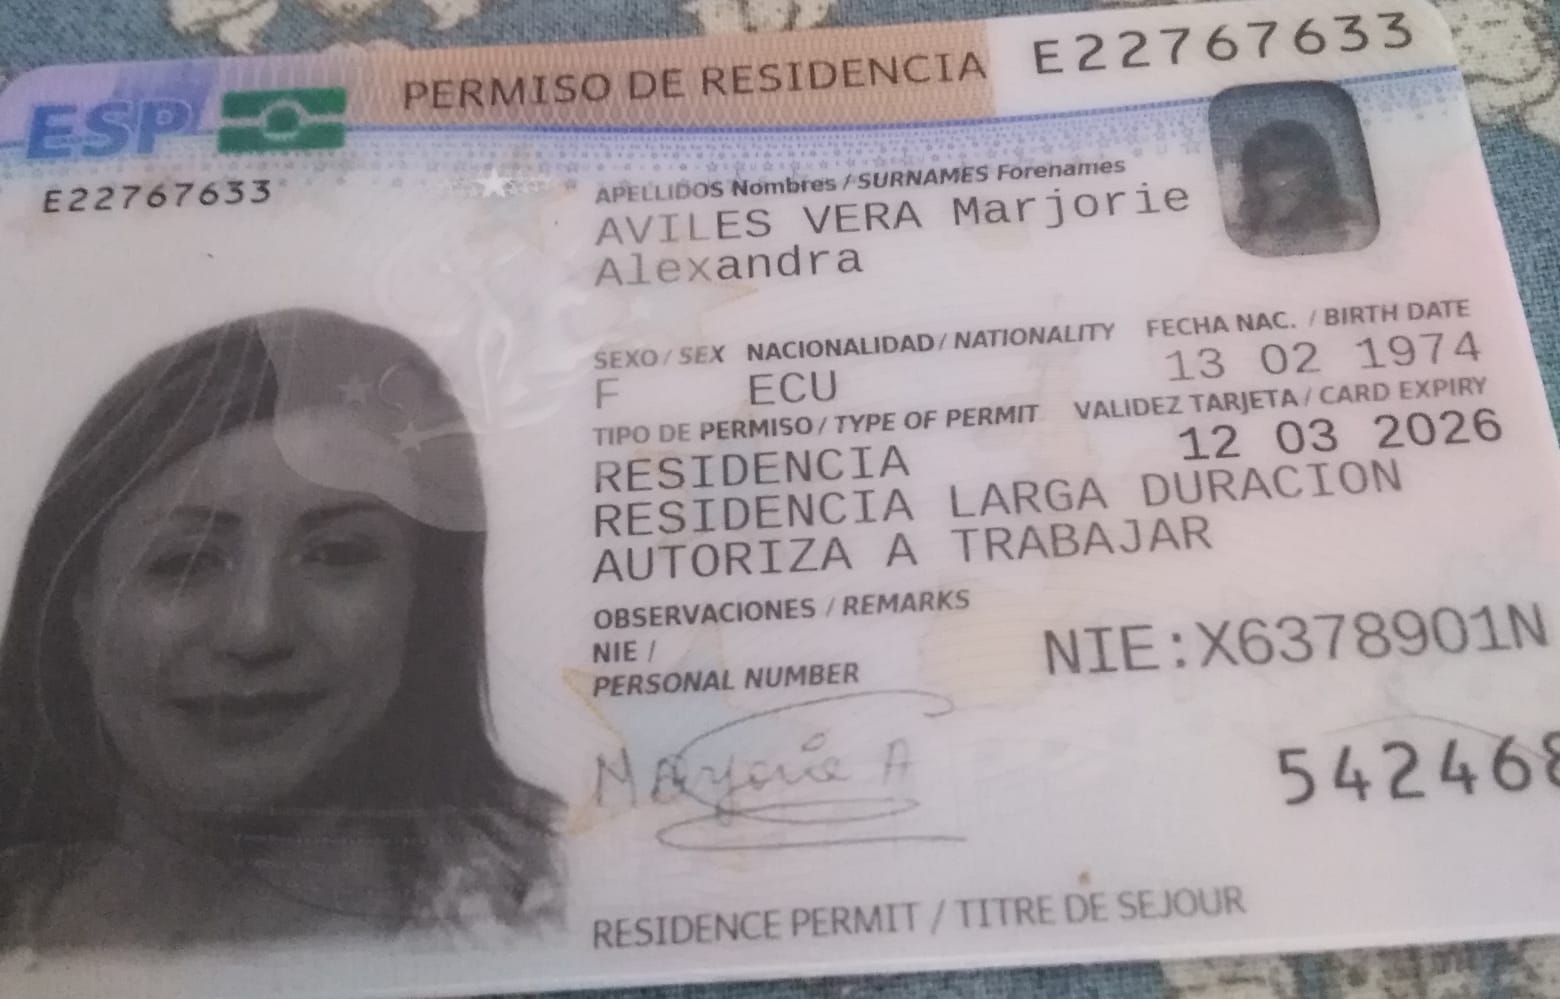 ESP PERMISO DE RESIDENCIA E22767633
E22767633
APELLIDOS Nombres / SURNAMES Forenames
AVILES VERA Marjorie
Alexandra
SEXO / SEX NACIONALIDAD / NATIONALITY FECHA NAC. / BIRTH DATE
F ECU 13 02 1974
TIPO DE PERMISO / TYPE OF PERMIT VALIDEZ TARJETA / CARD EXPIRY
RESIDENCIA 12 03 2026
RESIDENCIA LARGA DURACION
AUTORIZA A TRABAJAR
OBSERVACIONES / REMARKS
NIE / NIE:X6378901N
PERSONAL NUMBER
Marjorie A
542468
RESIDENCE PERMIT / TITRE DE SEJOUR